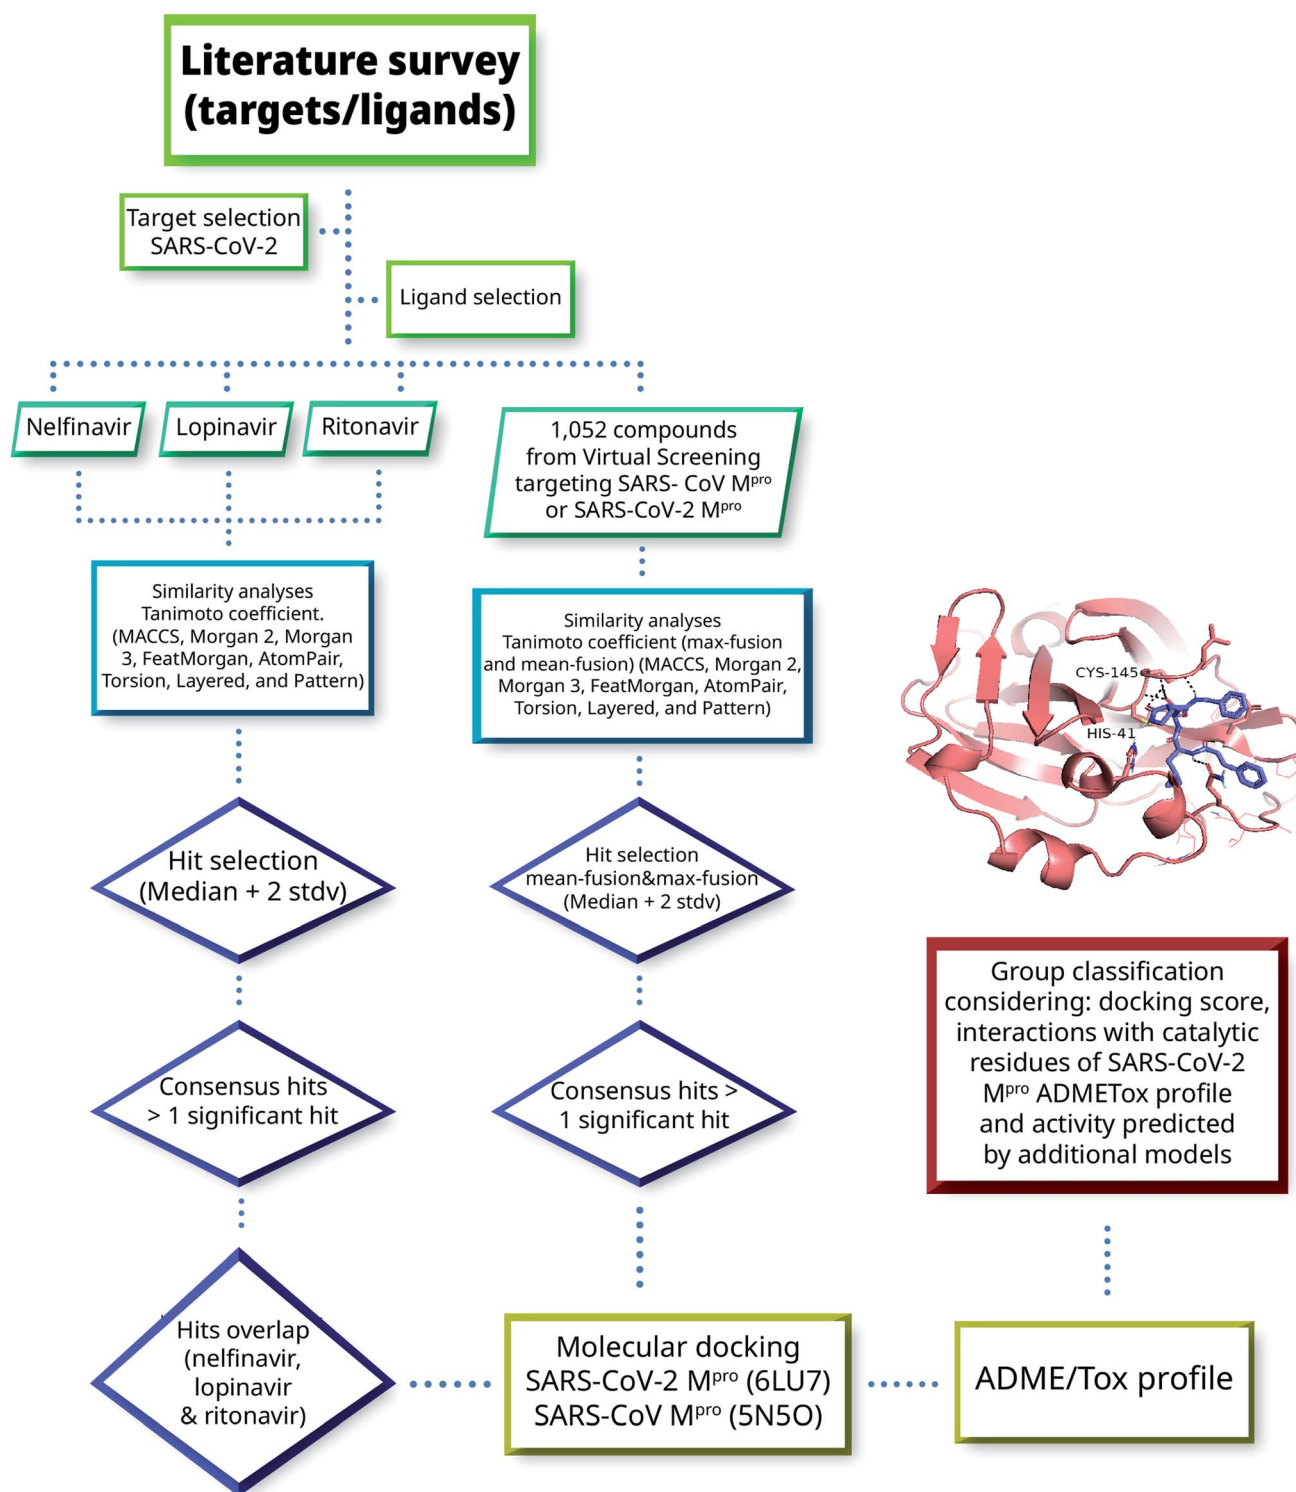 Literature survey
(targets/ligands)
Target selection
SARS-CoV-2
Ligand selection
Nelfinavir
Lopinavir
Ritonavir
1,052 compounds
from Virtual Screening
targeting SARS- CoV Mᵖʳᵒ
or SARS-CoV-2 Mᵖʳᵒ
Similarity analyses
Tanimoto coefficient.
(MACCS, Morgan 2, Morgan
3, FeatMorgan, AtomPair,
Torsion, Layered, and Pattern)
Similarity analyses
Tanimoto coefficient (max-fusion
and mean-fusion) (MACCS, Morgan 2,
Morgan 3, FeatMorgan, AtomPair,
Torsion, Layered, and Pattern)
CYS-145
HIS-41
Hit selection
(Median + 2 stdv)
Hit selection
mean-fusion&max-fusion
(Median + 2 stdv)
Consensus hits
> 1 significant hit
Consensus hits >
1 significant hit
Group classification
considering: docking score,
interactions with catalytic
residues of SARS-CoV-2
Mᵖʳᵒ ADMETox profile
and activity predicted
by additional models
Hits overlap
(nelfinavir,
lopinavir
& ritonavir)
Molecular docking
SARS-CoV-2 Mᵖʳᵒ (6LU7)
SARS-CoV Mᵖʳᵒ (5N5O)
ADME/Tox profile